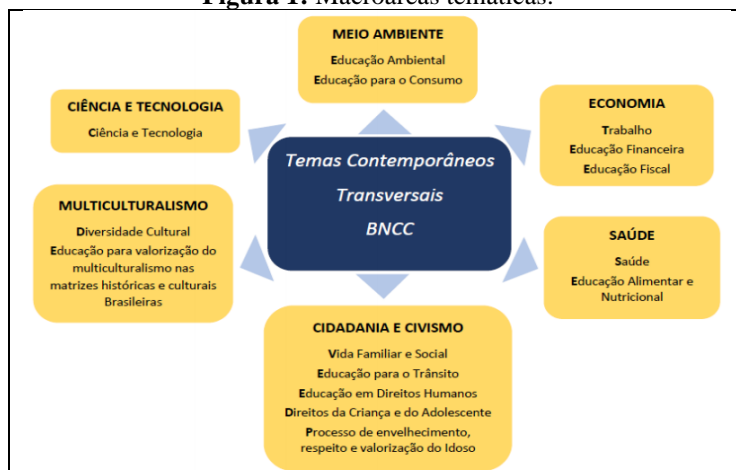 Figura 1: Macroáreas temáticas.
MEIO AMBIENTE
Educação Ambiental
Educação para o Consumo
CIÊNCIA E TECNOLOGIA
Ciência e Tecnologia
ECONOMIA
Trabalho
Educação Financeira
Educação Fiscal
Temas Contemporâneos
Transversais
BNCC
MULTICULTURALISMO
Diversidade Cultural
Educação para valorização do
multiculturalismo nas
matrizes históricas e culturais
Brasileiras
SAÚDE
Saúde
Educação Alimentar e
Nutricional
CIDADANIA E CIVISMO
Vida Familiar e Social
Educação para o Trânsito
Educação em Direitos Humanos
Direitos da Criança e do Adolescente
Processo de envelhecimento,
respeito e valorização do Idoso